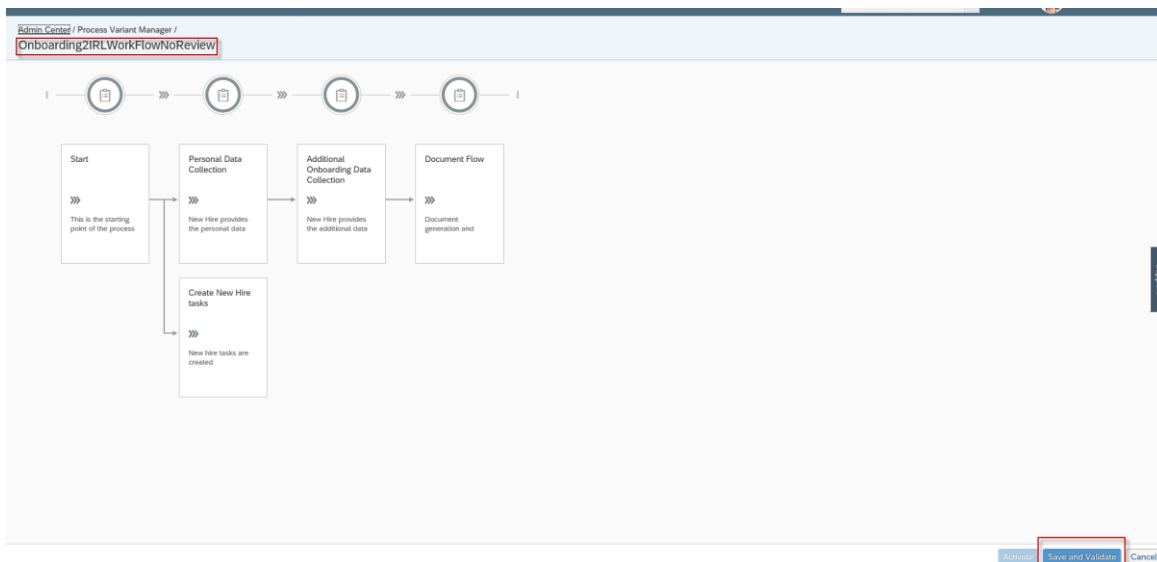 Admin Center / Process Variant Manager /
Onboarding2IRLWorkFlowNoReview
Start
This is the starting
point of the process
Personal Data
Collection
New Hire provides
the personal data
Additional
Onboarding Data
Collection
New Hire provides
the additional data
Document Flow
Document
generation and
Create New Hire
tasks
New hire tasks are
created
Activate Save and Validate Cancel